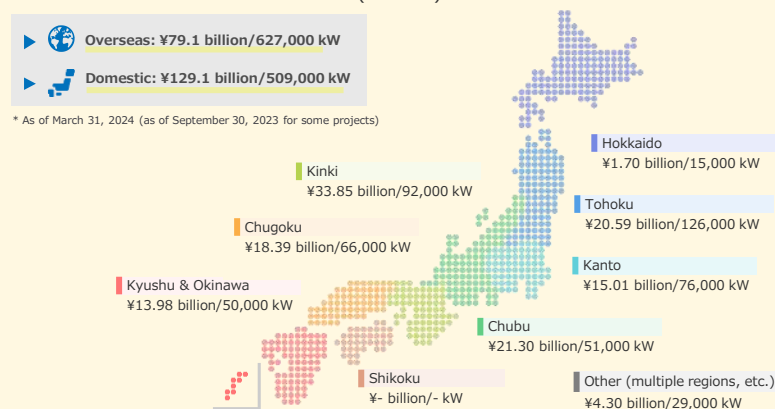 Overseas: ¥79.1 billion/627,000 kW
Domestic: ¥129.1 billion/509,000 kW
* As of March 31, 2024 (as of September 30, 2023 for some projects)
Hokkaido
¥1.70 billion/15,000 kW
Kinki
¥33.85 billion/92,000 kW
Tohoku
¥20.59 billion/126,000 kW
Chugoku
¥18.39 billion/66,000 kW
Kanto
¥15.01 billion/76,000 kW
Kyushu & Okinawa
¥13.98 billion/50,000 kW
Chubu
¥21.30 billion/51,000 kW
Shikoku
¥- billion/- kW
Other (multiple regions, etc.)
¥4.30 billion/29,000 kW